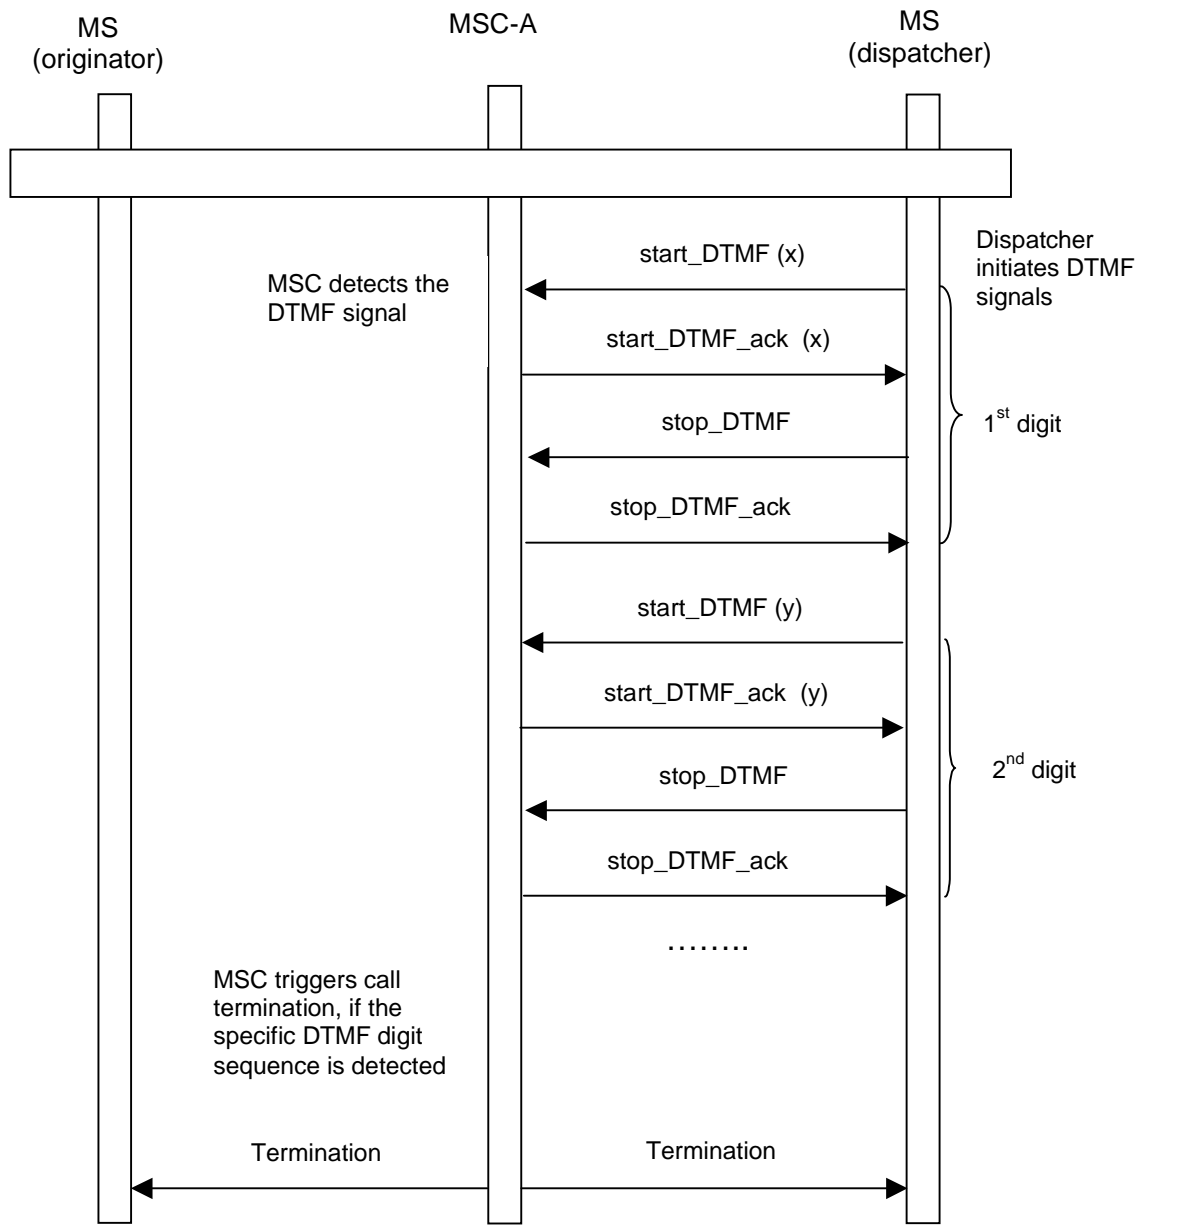 MS
(originator)
MSC-A
MS
(dispatcher)
start_DTMF (x)
Dispatcher
initiates DTMF
signals
MSC detects the
DTMF signal
start_DTMF_ack (x)
stop_DTMF
1st digit
stop_DTMF_ack
start_DTMF (y)
start_DTMF_ack (y)
stop_DTMF
2nd digit
stop_DTMF_ack
........
MSC triggers call
termination, if the
specific DTMF digit
sequence is detected
Termination
Termination